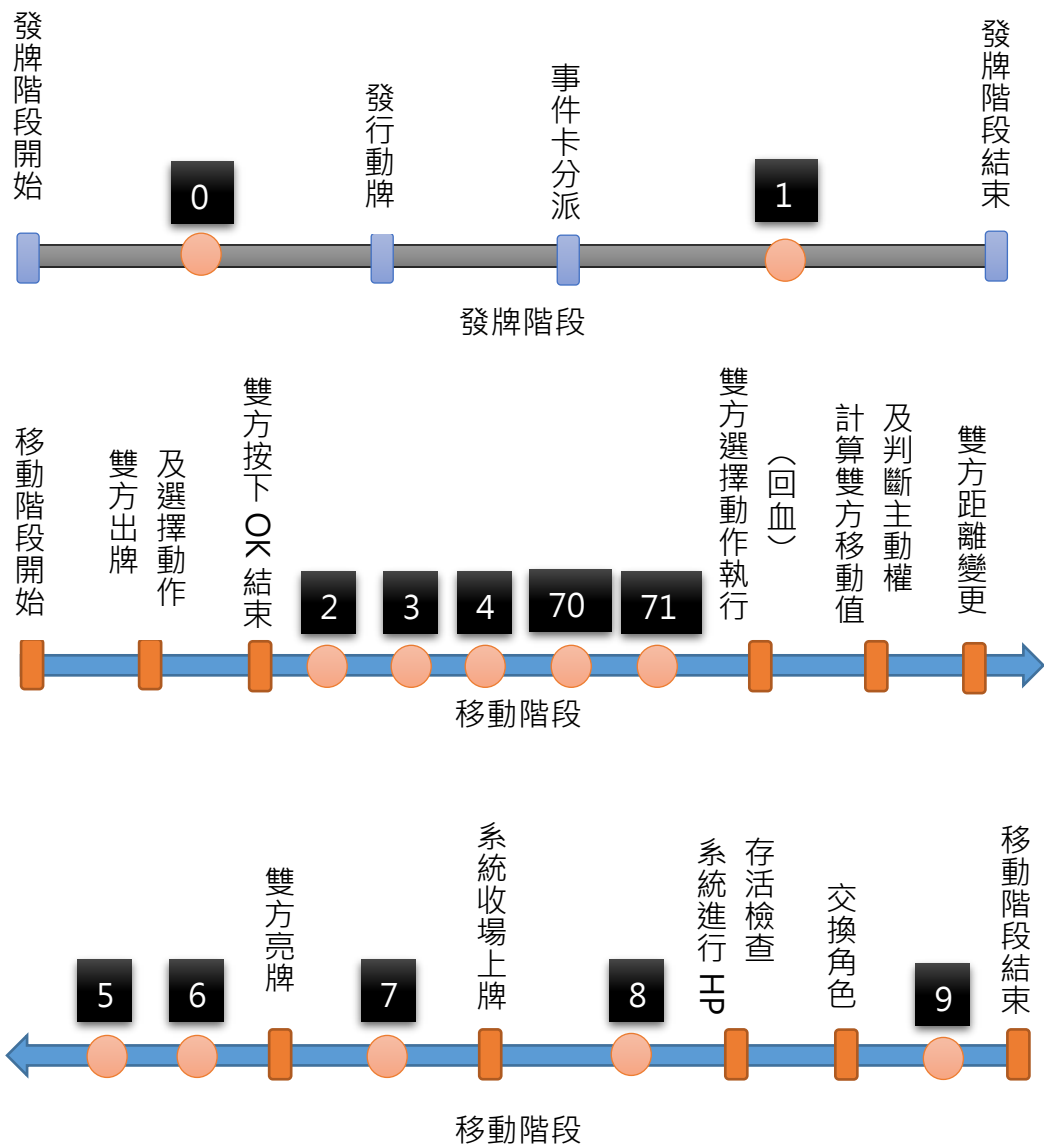 發牌階段開始
0
發行動牌
事件卡分派
1
發牌階段結束
發牌階段
移動階段開始
雙方出牌
及選擇動作
雙方按下 OK 結束
2
3
4
70
71
雙方選擇動作執行
（回血）
計算雙方移動值
及判斷主動權
雙方距離變更
移動階段
5
6
雙方亮牌
7
系統收場上牌
8
系統進行 HP
存活檢查
交換角色
9
移動階段結束
移動階段